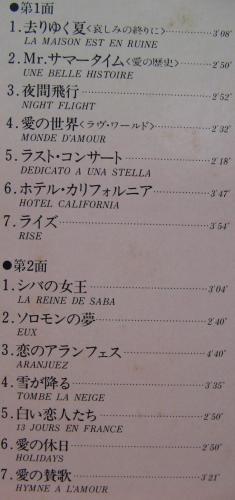 ●第1面
1.去りゆく夏<哀しみの終りに> 3′08″
LA MAISON EST EN RUINE
2.Mr.サマータイム<愛の歴史> 2′50″
UNE BELLE HISTOIRE
3.夜間飛行 2′52″
NIGHT FLIGHT
4.愛の世界<ラヴ・ワールド> 2′32″
MONDE D'AMOUR
5.ラスト・コンサート 2′18″
DEDICATO A UNA STELLA
6.ホテル・カリフォルニア 3′47″
HOTEL CALIFORNIA
7.ライズ 3′54″
RISE
●第2面
1.シバの女王 3′04″
LA REINE DE SABA
2.ソロモンの夢 2′40″
EUX
3.恋のアランフェス 4′40″
ARANJUEZ
4.雪が降る 3′35″
TOMBE LA NEIGE
5.白い恋人たち 2′50″
13 JOURS EN FRANCE
6.愛の休日 2′50″
HOLIDAYS
7.愛の賛歌 3′21″
HYMNE A L'AMOUR